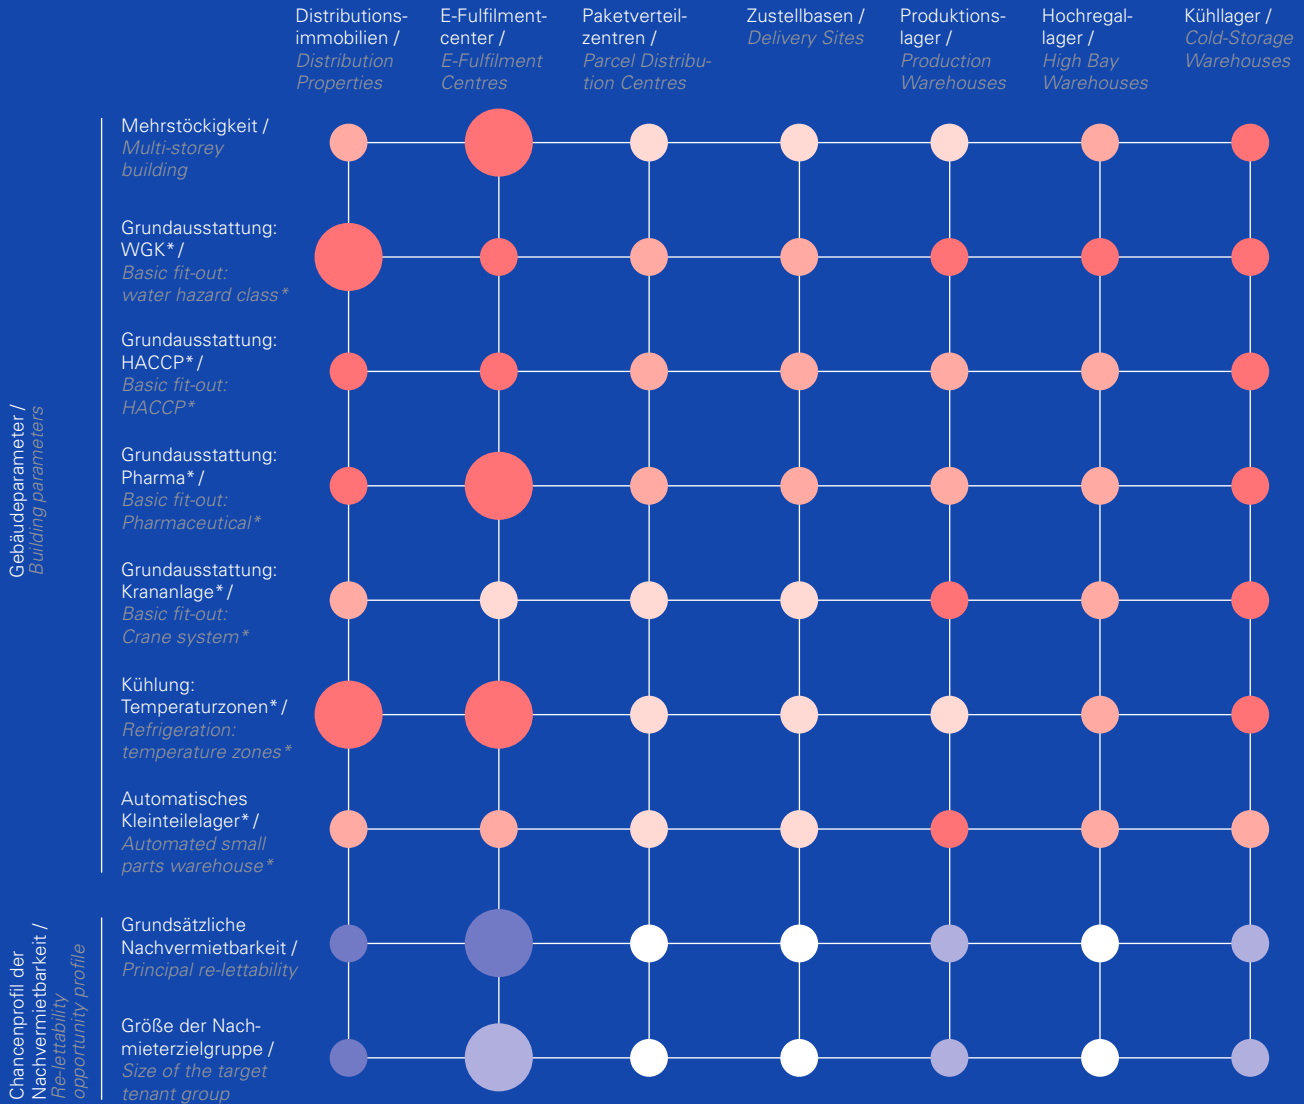 Distributions-
immobilien /
Distribution
Properties
E-Fulfilment-
center /
E-Fulfilment
Centres
Paketverteil-
zentren /
Parcel Distribu-
tion Centres
Zustellbasen /
Delivery Sites
Produktions-
lager /
Production
Warehouses
Hochregal-
lager /
High Bay
Warehouses
Kühllager /
Cold-Storage
Warehouses
Gebäudeparameter /
Building parameters
Mehrstöckigkeit /
Multi-storey
building
Grundausstattung:
WGK* /
Basic fit-out:
water hazard class*
Grundausstattung:
HACCP* /
Basic fit-out:
HACCP*
Grundausstattung:
Pharma* /
Basic fit-out:
Pharmaceutical*
Grundausstattung:
Krananlage* /
Basic fit-out:
Crane system*
Kühlung:
Temperaturzonen* /
Refrigeration:
temperature zones*
Automatisches
Kleinteilelager* /
Automated small
parts warehouse*
Chancenprofil der
Nachvermietbarkeit /
Re-lettability
opportunity profile
Grundsätzliche
Nachvermietbarkeit /
Principal re-lettability
Größe der Nach-
mieterzielgruppe /
Size of the target
tenant group